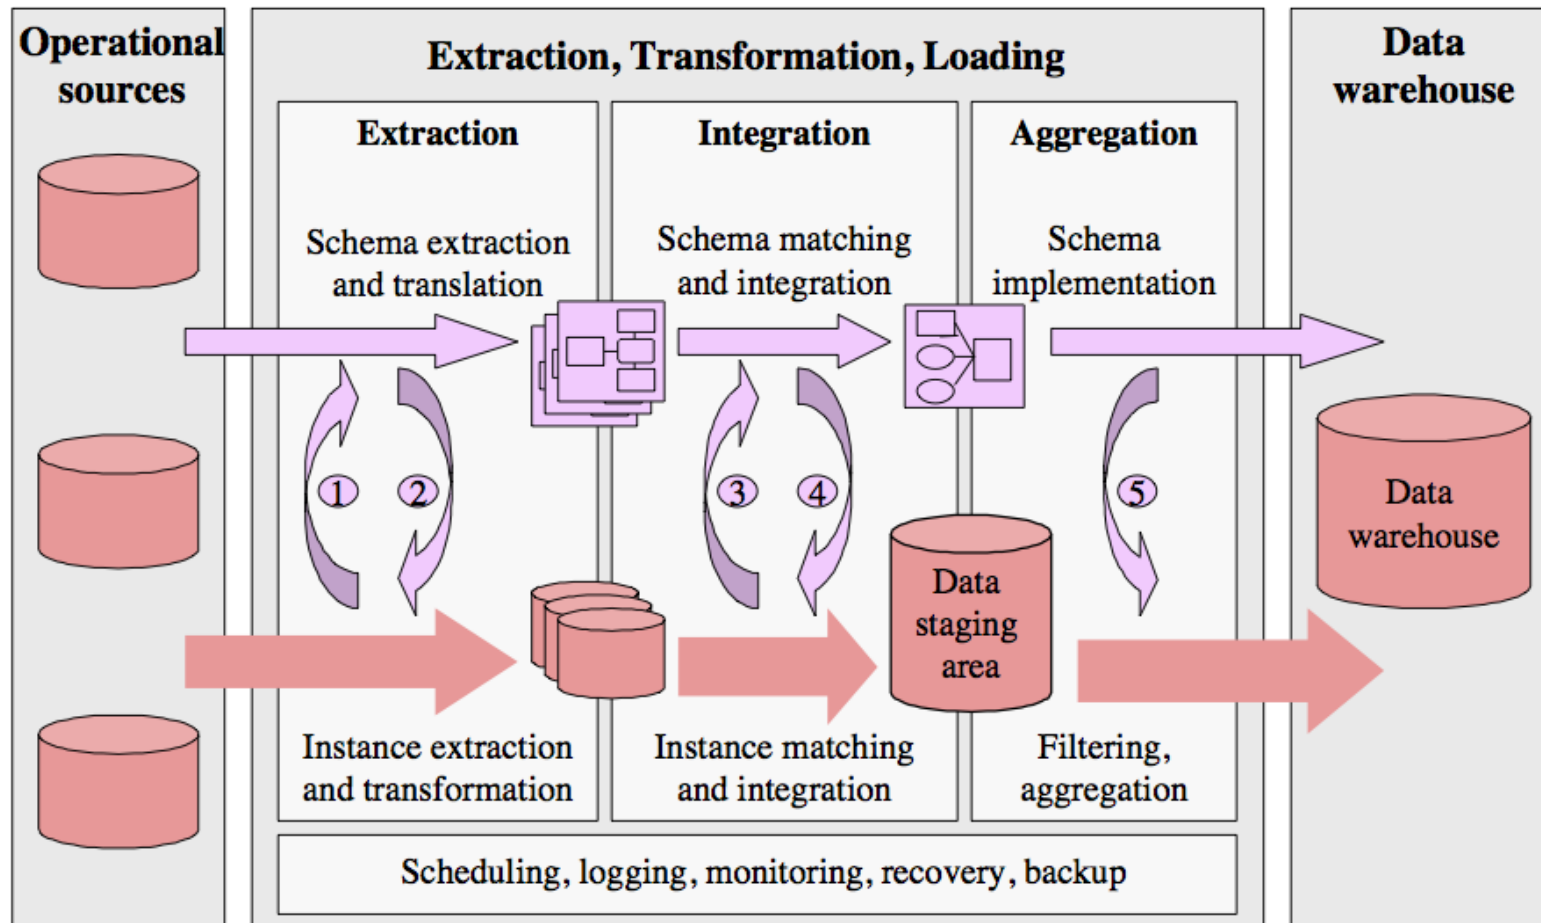 Operational
sources
Extraction, Transformation, Loading
Data
warehouse
Extraction
Integration
Aggregation
Schema extraction
and translation
Schema matching
and integration
Schema
implementation
1
2
3
4
5
Data
warehouse
Data
staging
area
Instance extraction
and transformation
Instance matching
and integration
Filtering,
aggregation
Scheduling, logging, monitoring, recovery, backup